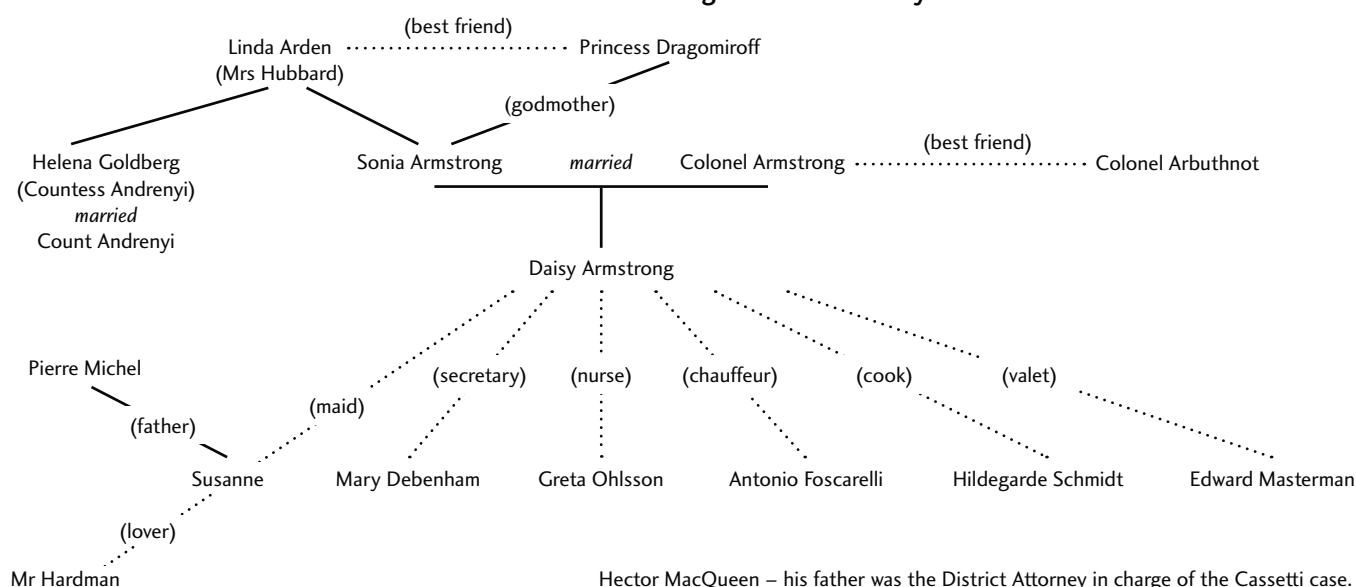 (best friend)
Linda Arden
Princess Dragomiroff
(Mrs Hubbard)
(godmother)
Helena Goldberg
(Countess Andrenyi)
married
Count Andrenyi
Sonia Armstrong
married
Colonel Armstrong
(best friend)
Colonel Arbuthnot
Daisy Armstrong
Pierre Michel
(father)
(maid)
(secretary)
(nurse)
(chauffeur)
(cook)
(valet)
Susanne
Mary Debenham
Greta Ohlsson
Antonio Foscarelli
Hildegarde Schmidt
Edward Masterman
(lover)
Mr Hardman
Hector MacQueen – his father was the District Attorney in charge of the Cassetti case.